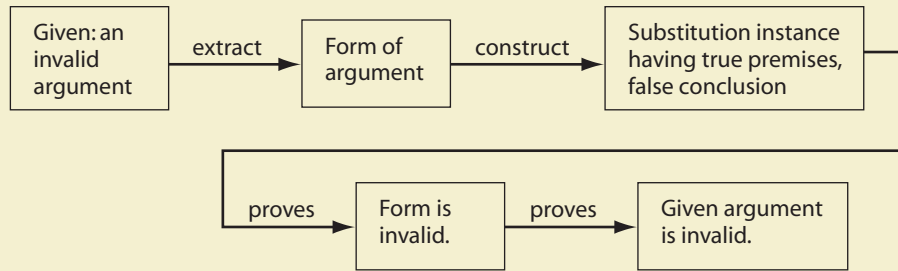 Given: an
invalid
argument
extract
Form of
argument
construct
Substitution instance
having true premises,
false conclusion
proves
Form is
invalid.
proves
Given argument
is invalid.